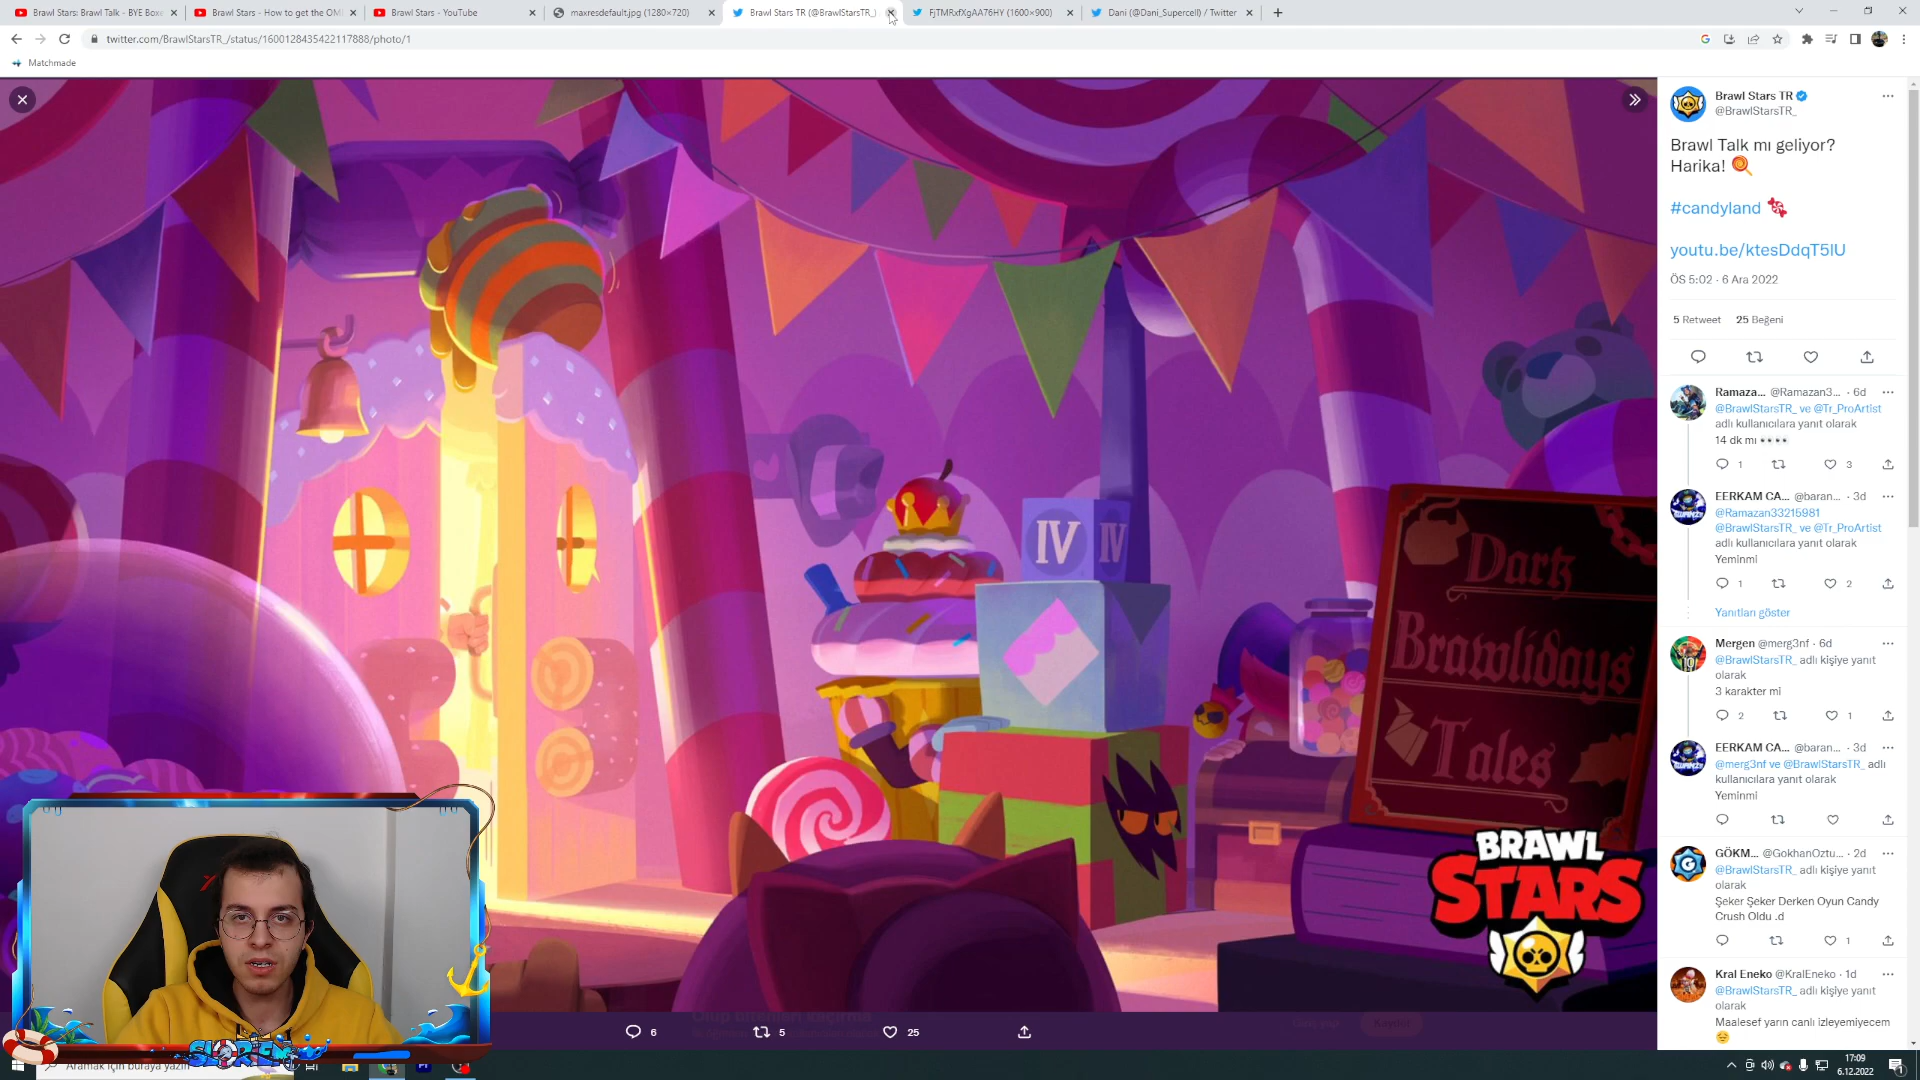 Brawl Stars: Brawl Talk - BYE Boxe
Brawl Stars - How to get the OM
Brawl Stars - YouTube
maxresdefault.jpg (1280×720)
Brawl Stars TR (@BrawlStarsTR_)
FjTMRxfXgAA76HY (1600×900)
Dani (@Dani_Supercell) / Twitter
twitter.com/BrawlStarsTR_/status/1600128435422117888/photo/1
Matchmade
IV IV
Dark
Brawlidays
Tales
BRAWL
STARS
SLORIEN
6
5
25
Brawl Stars TR
@BrawlStarsTR_
Brawl Talk mı geliyor?
Harika! 🍭
#candyland 🍬
youtu.be/ktesDdqT5lU
ÖS 5:02 · 6 Ara 2022
5 Retweet 25 Beğeni
Ramaza... @Ramazan3... · 6d
@BrawlStarsTR_ ve @Tr_ProArtist
adlı kullanıcılara yanıt olarak
14 dk mı 👀👀
1 3
EERKAM CA... @baran... · 3d
@Ramazan33215981
@BrawlStarsTR_ ve @Tr_ProArtist
adlı kullanıcılara yanıt olarak
Yeminmi
1 2
Yanıtları göster
Mergen @merg3nf · 6d
@BrawlStarsTR_ adlı kişiye yanıt
olarak
3 karakter mi
2 1
EERKAM CA... @baran... · 3d
@merg3nf ve @BrawlStarsTR_ adlı
kullanıcılara yanıt olarak
Yeminmi
GÖKM... @GokhanOztu... · 2d
@BrawlStarsTR_ adlı kişiye yanıt
olarak
Şeker Şeker Derken Oyun Candy
Crush Oldu .d
1
Kral Eneko @KralEneko · 1d
@BrawlStarsTR_ adlı kişiye yanıt
olarak
Maalesef yarın canlı izleyemiyecem
😔
Aramak için buraya yazın
17:09
6.12.2022